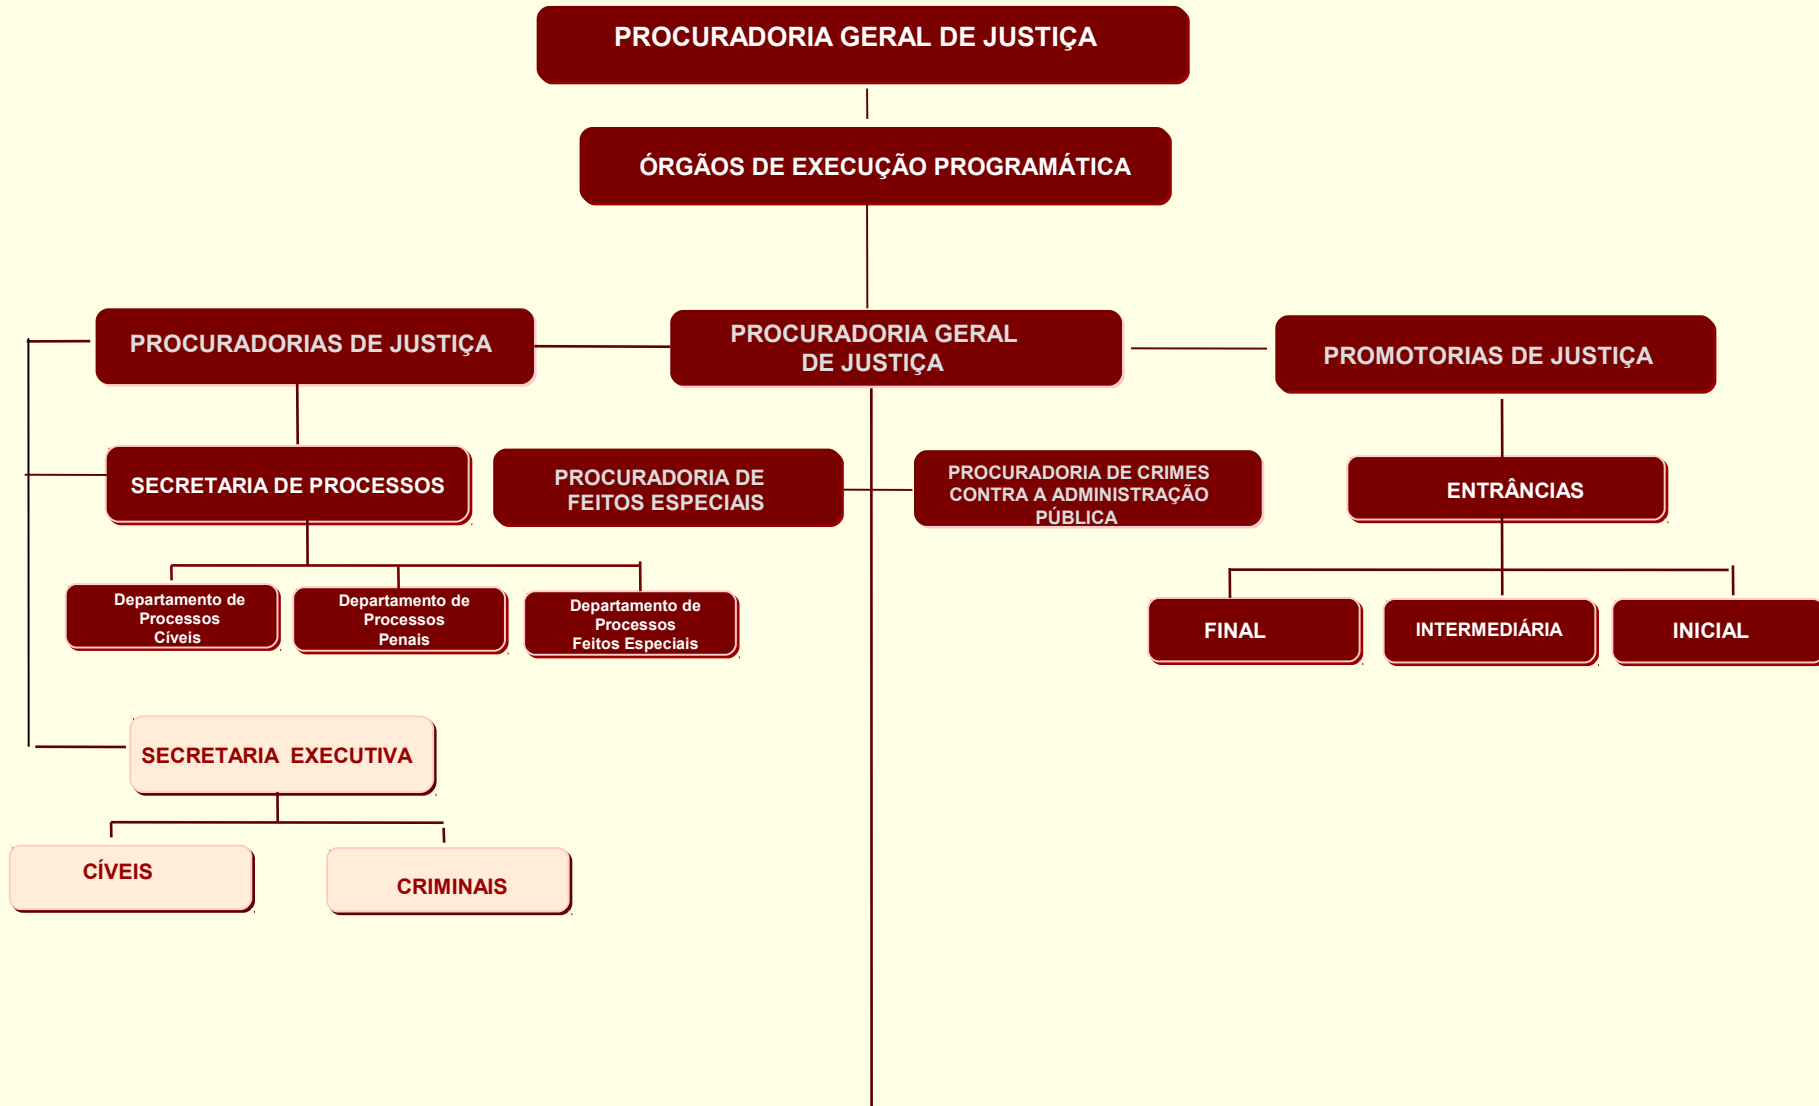 PROCURADORIA GERAL DE JUSTIÇA
ÓRGÃOS DE EXECUÇÃO PROGRAMÁTICA
PROCURADORIAS DE JUSTIÇA
PROCURADORIA GERAL
DE JUSTIÇA
PROMOTORIAS DE JUSTIÇA
SECRETARIA DE PROCESSOS
PROCURADORIA DE
FEITOS ESPECIAIS
PROCURADORIA DE CRIMES
CONTRA A ADMINISTRAÇÃO
PÚBLICA
ENTRÂNCIAS
Departamento de
Processos
Cíveis
Departamento de
Processos
Penais
Departamento de
Processos
Feitos Especiais
FINAL
INTERMEDIÁRIA
INICIAL
SECRETARIA EXECUTIVA
CÍVEIS
CRIMINAIS